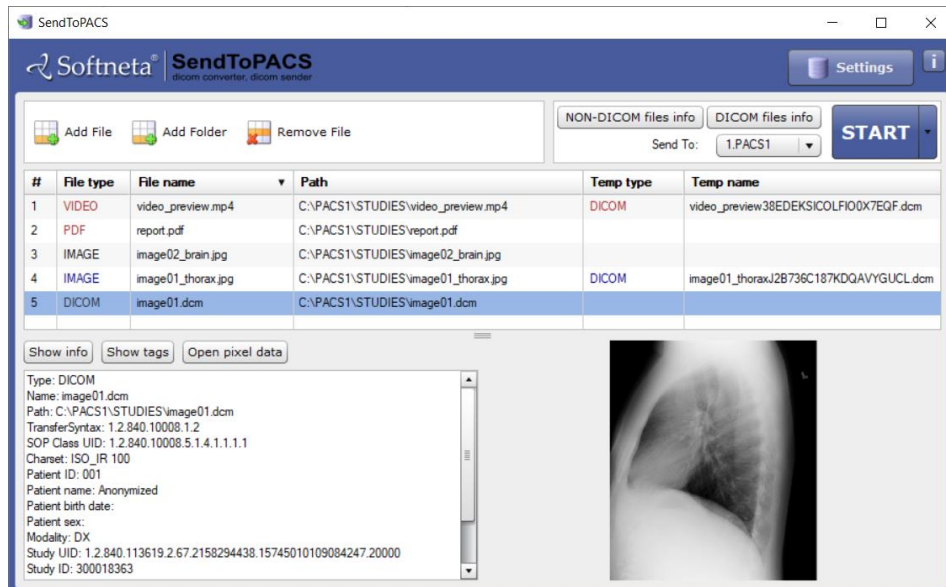 SendToPACS
Softneta® SendToPACS
dicom converter, dicom sender
Settings
i
Add File Add Folder Remove File
NON-DICOM files info DICOM files info
Send To: 1.PACS1
START
# File type File name Path Temp type Temp name
1 VIDEO video_preview.mp4 C:\PACS1\STUDIES\video_preview.mp4 DICOM video_preview38EDEKSICOLFIO0X7EQF.dcm
2 PDF report.pdf C:\PACS1\STUDIES\report.pdf
3 IMAGE image02_brain.jpg C:\PACS1\STUDIES\image02_brain.jpg
4 IMAGE image01_thorax.jpg C:\PACS1\STUDIES\image01_thorax.jpg DICOM image01_thoraxJ2B736C187KDQAVYGUCL.dcm
5 DICOM image01.dcm C:\PACS1\STUDIES\image01.dcm
Show info Show tags Open pixel data
Type: DICOM
Name: image01.dcm
Path: C:\PACS1\STUDIES\image01.dcm
TransferSyntax: 1.2.840.10008.1.2
SOP Class UID: 1.2.840.10008.5.1.4.1.1.1.1
Charset: ISO_IR 100
Patient ID: 001
Patient name: Anonymized
Patient birth date:
Patient sex:
Modality: DX
Study UID: 1.2.840.113619.2.67.2158294438.15745010109084247.20000
Study ID: 300018363